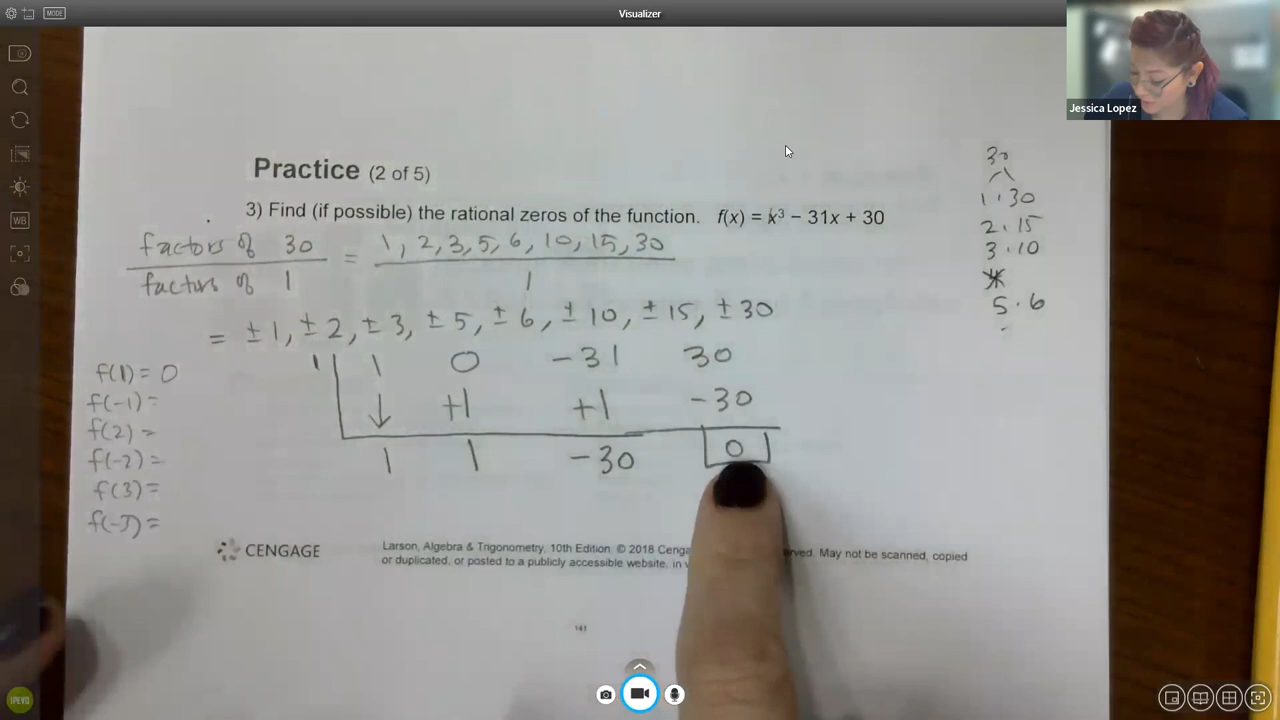 MODE
Visualizer
Jessica Lopez
WB
Practice (2 of 5)
3) Find (if possible) the rational zeros of the function. f(x) = x³ − 31x + 30
factors of 30 = 1, 2, 3, 5, 6, 10, 15, 30
factors of 1 1
= ±1, ±2, ±3, ±5, ±6, ±10, ±15, ±30
1 1 0 -31 30
+1 +1 -30
1 1 -30 0
f(1) = 0
f(-1) =
f(2) =
f(-2) =
f(3) =
30
1·30
2·15
3·10
5·6
CENGAGE
Larson, Algebra & Trigonometry, 10th Edition. © 2018 Cenga rved. May not be scanned, copied
or duplicated, or posted to a publicly accessible website, in
141
IPEVO